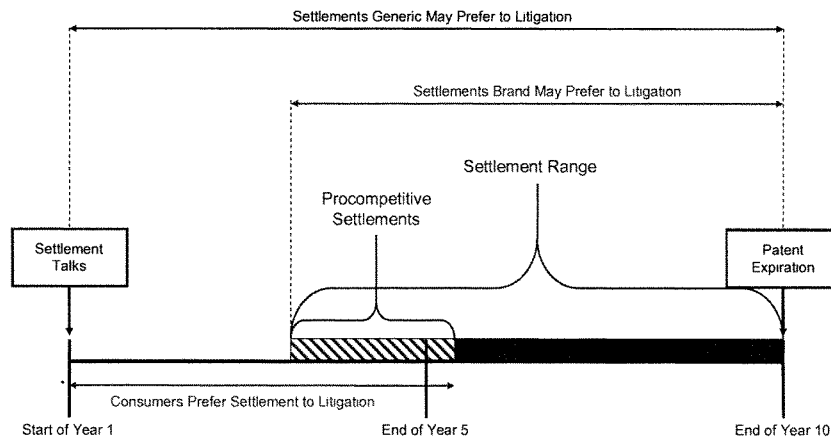 Settlements Generic May Prefer to Litigation
Settlements Brand May Prefer to Litigation
Settlement Range
Procompetitive
Settlements
Settlement
Talks
Patent
Expiration
Consumers Prefer Settlement to Litigation
Start of Year 1
End of Year 5
End of Year 10